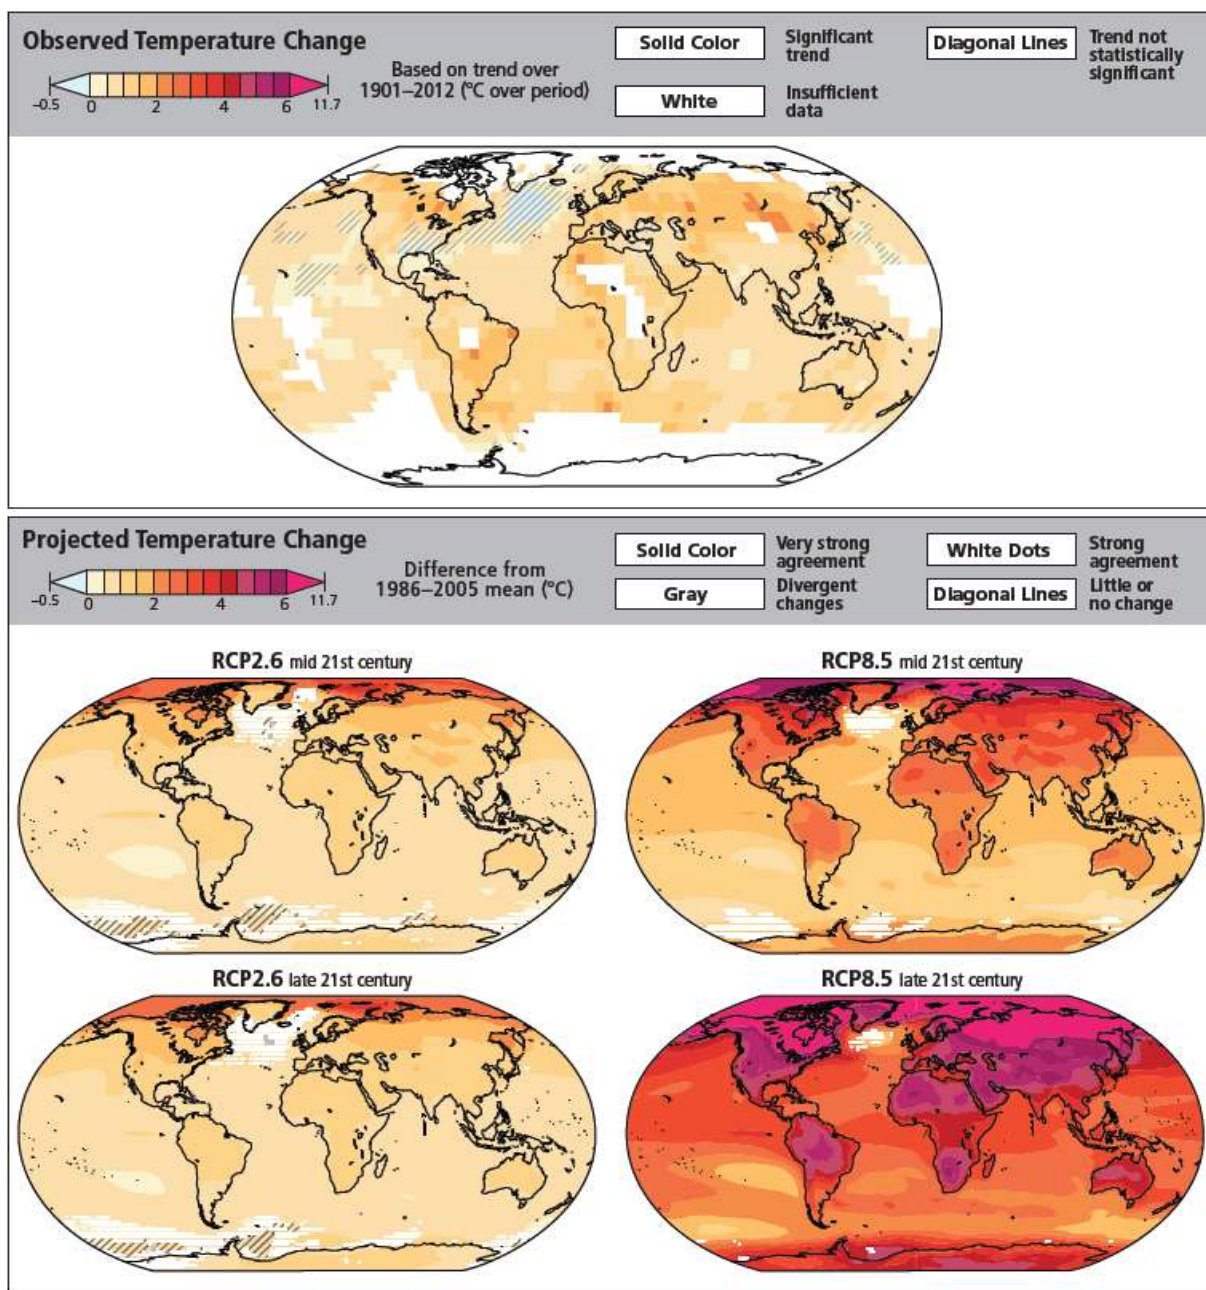 Observed Temperature Change
–0.5 0 2 4 6 11.7
Based on trend over
1901–2012 (°C over period)
Solid Color
Significant
trend
Diagonal Lines
Trend not
statistically
significant
White
Insufficient
data
Projected Temperature Change
–0.5 0 2 4 6 11.7
Difference from
1986–2005 mean (°C)
Solid Color
Very strong
agreement
White Dots
Strong
agreement
Gray
Divergent
changes
Diagonal Lines
Little or
no change
RCP2.6 mid 21st century
RCP8.5 mid 21st century
RCP2.6 late 21st century
RCP8.5 late 21st century